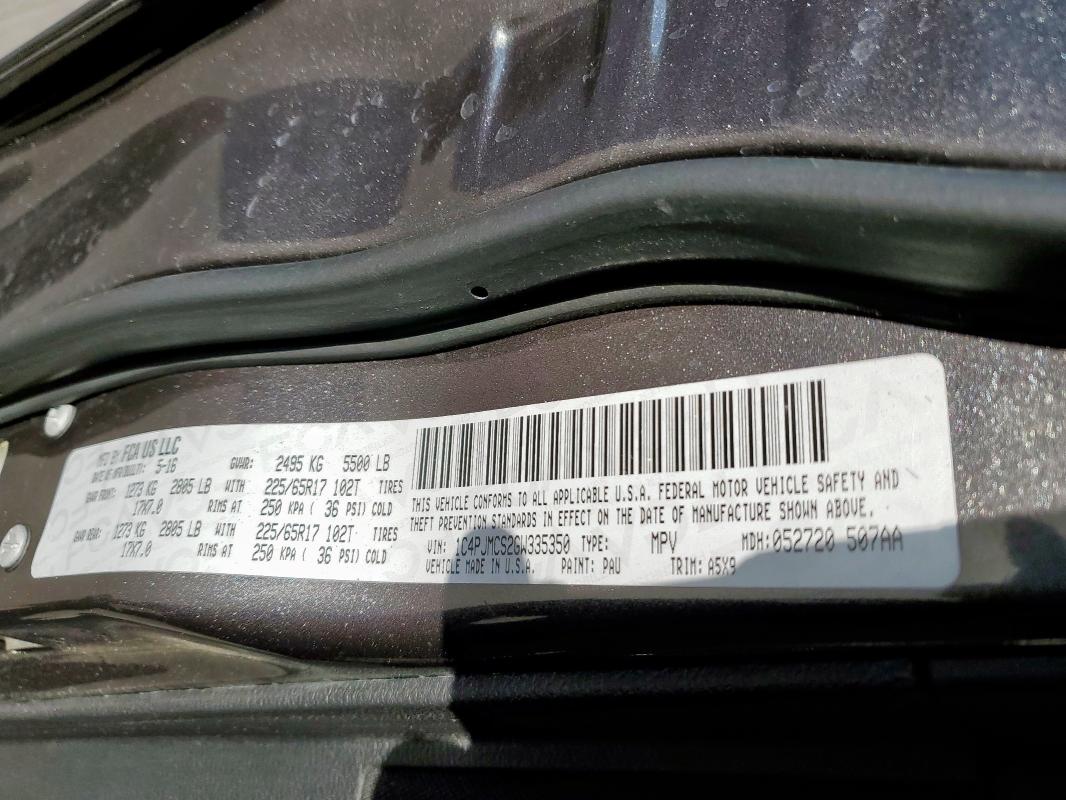 MFD BY: FCA US LLC
DATE OF MFR(DD/MM/YY): 5-16 GVWR: 2495 KG 5500 LB
GAWR FRONT: 1273 KG 2805 LB WITH 225/65R17 102T TIRES
17X7.0 RIMS AT 250 KPA ( 36 PSI) COLD
GAWR REAR: 1273 KG 2805 LB WITH 225/65R17 102T TIRES
17X7.0 RIMS AT 250 KPA ( 36 PSI) COLD
THIS VEHICLE CONFORMS TO ALL APPLICABLE U.S.A. FEDERAL MOTOR VEHICLE SAFETY AND
THEFT PREVENTION STANDARDS IN EFFECT ON THE DATE OF MANUFACTURE SHOWN ABOVE.
VIN: 1C4PJMCS2GW335350 TYPE: MPV MDH:052720 507AA
VEHICLE MADE IN U.S.A. PAINT: PAU TRIM: A5X9